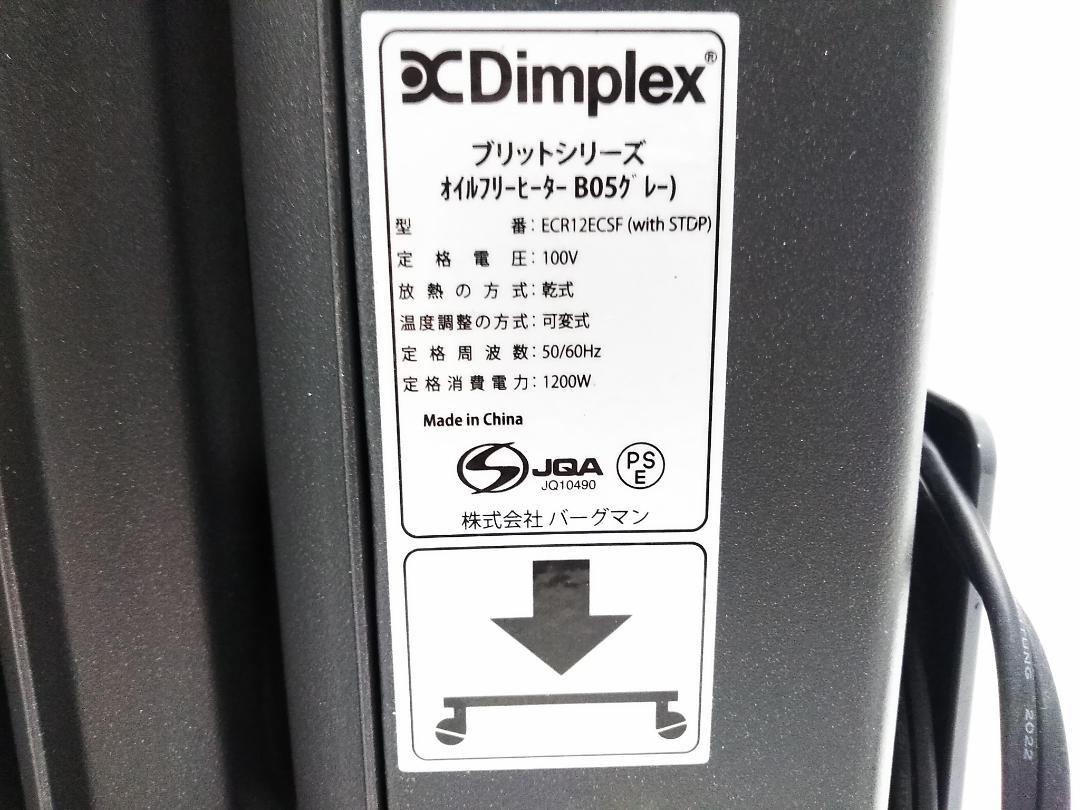 Dimplex®
ブリットシリーズ
オイルフリーヒーター B05グレー)
型番: ECR12ECSF (with STDP)
定格電圧: 100V
放熱の方式: 乾式
温度調整の方式: 可変式
定格周波数: 50/60Hz
定格消費電力: 1200W
Made in China
JQA
JQ10490
PS
E
株式会社 バーグマン
2022